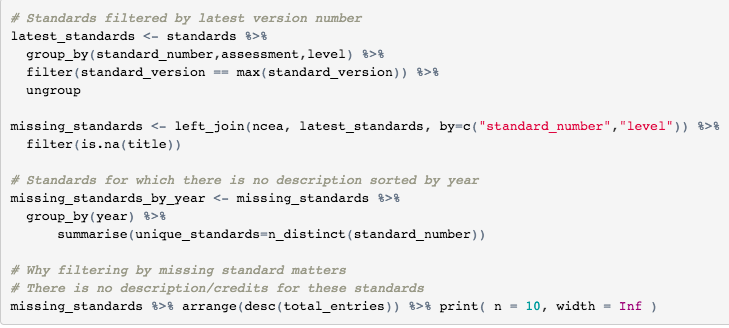 # Standards filtered by latest version number
latest_standards <- standards %>%
  group_by(standard_number,assessment,level) %>%
  filter(standard_version == max(standard_version)) %>%
  ungroup

missing_standards <- left_join(ncea, latest_standards, by=c("standard_number","level")) %>%
  filter(is.na(title))

# Standards for which there is no description sorted by year
missing_standards_by_year <- missing_standards %>%
  group_by(year) %>%
      summarise(unique_standards=n_distinct(standard_number))

# Why filtering by missing standard matters
# There is no description/credits for these standards
missing_standards %>% arrange(desc(total_entries)) %>% print( n = 10, width = Inf )